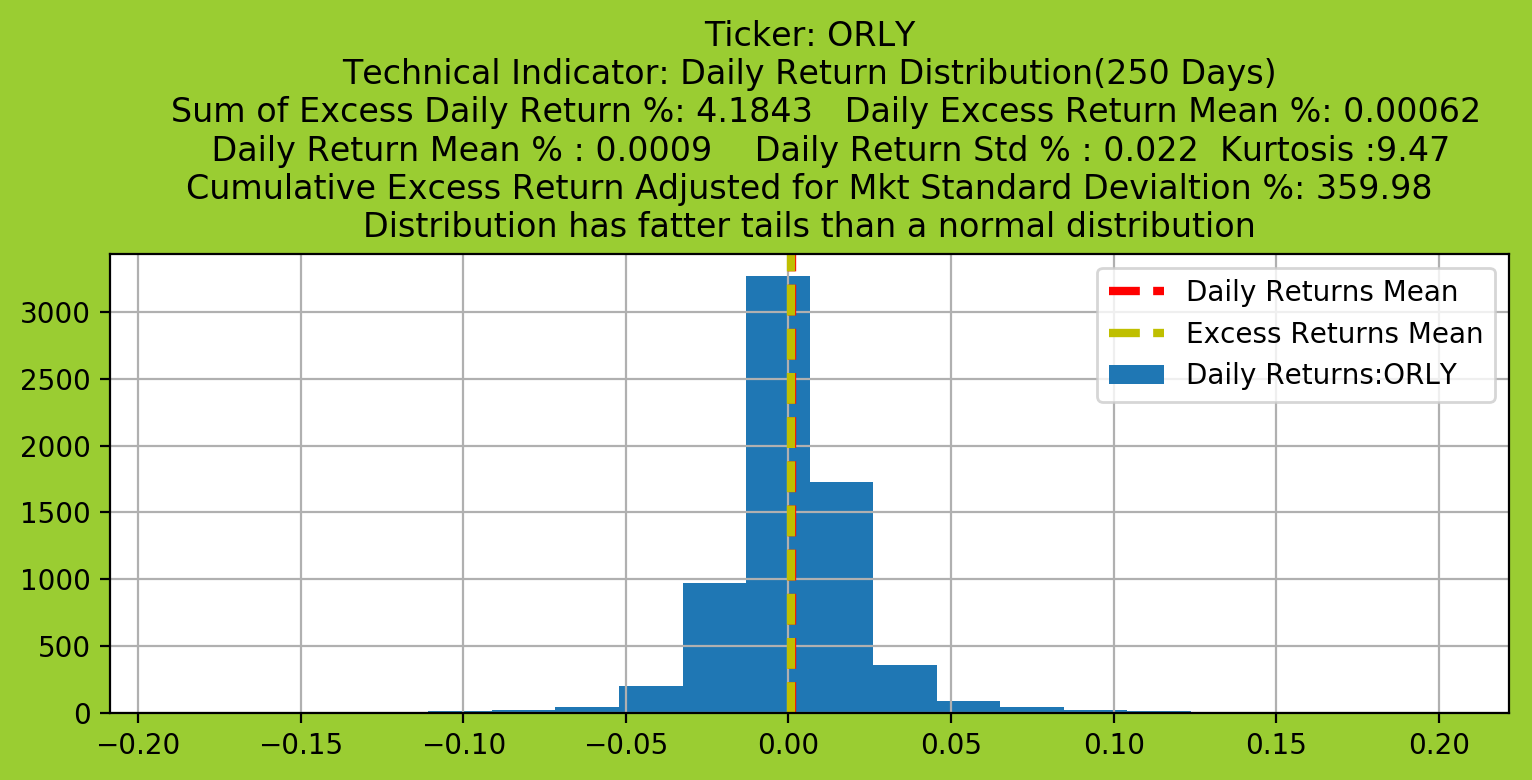 Ticker: ORLY
Technical Indicator: Daily Return Distribution(250 Days)
Sum of Excess Daily Return %: 4.1843   Daily Excess Return Mean %: 0.00062
Daily Return Mean % : 0.0009    Daily Return Std % : 0.022  Kurtosis :9.47
Cumulative Excess Return Adjusted for Mkt Standard Devialtion %: 359.98
Distribution has fatter tails than a normal distribution
Daily Returns Mean
Excess Returns Mean
Daily Returns:ORLY
3000
2500
2000
1500
1000
500
0
−0.20 −0.15 −0.10 −0.05 0.00 0.05 0.10 0.15 0.20